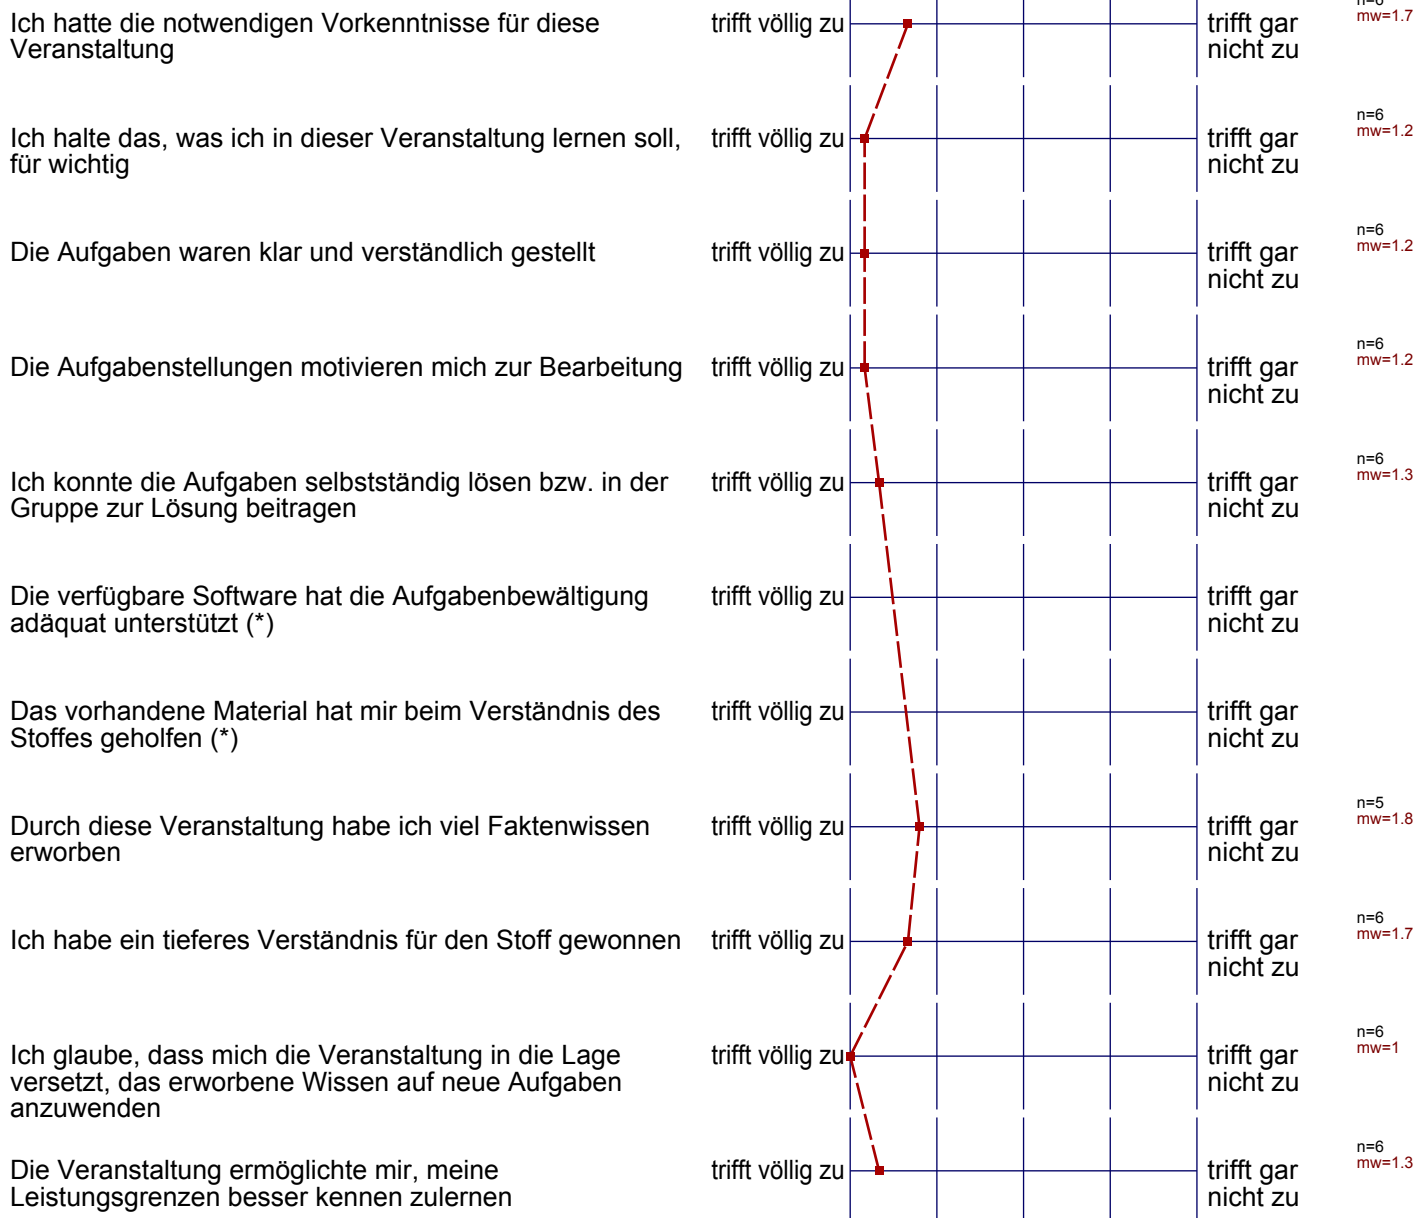 n=6
Ich hatte die notwendigen Vorkenntnisse für diese trifft völlig zu trifft gar mw=1.7
Veranstaltung nicht zu
n=6
Ich halte das, was ich in dieser Veranstaltung lernen soll, trifft völlig zu trifft gar mw=1.2
für wichtig nicht zu
n=6
Die Aufgaben waren klar und verständlich gestellt trifft völlig zu trifft gar mw=1.2
nicht zu
n=6
Die Aufgabenstellungen motivieren mich zur Bearbeitung trifft völlig zu trifft gar mw=1.2
nicht zu
n=6
Ich konnte die Aufgaben selbstständig lösen bzw. in der trifft völlig zu trifft gar mw=1.3
Gruppe zur Lösung beitragen nicht zu
Die verfügbare Software hat die Aufgabenbewältigung trifft völlig zu trifft gar
adäquat unterstützt (*) nicht zu
Das vorhandene Material hat mir beim Verständnis des trifft völlig zu trifft gar
Stoffes geholfen (*) nicht zu
n=5
Durch diese Veranstaltung habe ich viel Faktenwissen trifft völlig zu trifft gar mw=1.8
erworben nicht zu
n=6
Ich habe ein tieferes Verständnis für den Stoff gewonnen trifft völlig zu trifft gar mw=1.7
nicht zu
n=6
Ich glaube, dass mich die Veranstaltung in die Lage trifft völlig zu trifft gar mw=1
versetzt, das erworbene Wissen auf neue Aufgaben nicht zu
anzuwenden
n=6
Die Veranstaltung ermöglichte mir, meine trifft völlig zu trifft gar mw=1.3
Leistungsgrenzen besser kennen zulernen nicht zu